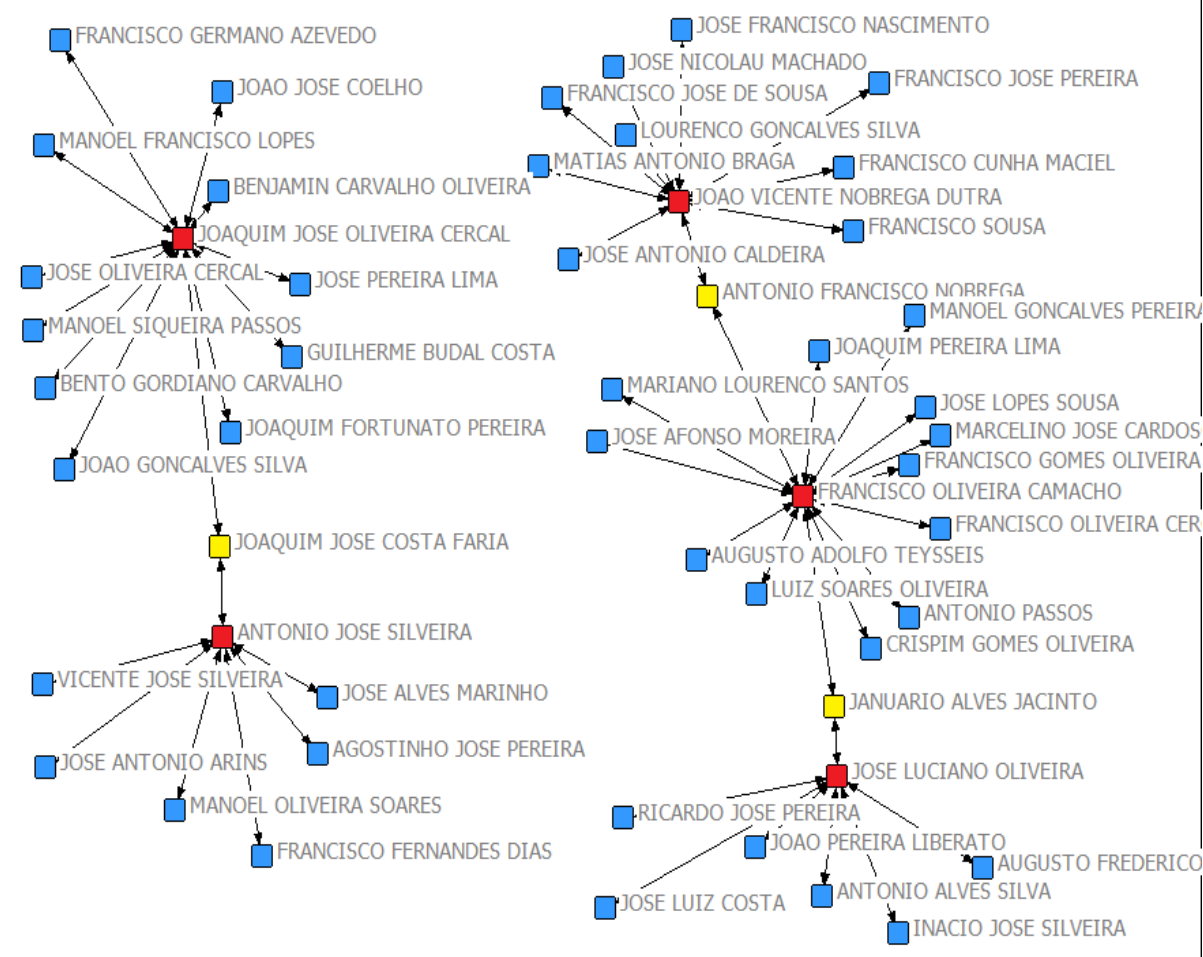 FRANCISCO GERMANO AZEVEDO
JOAO JOSE COELHO
MANOEL FRANCISCO LOPES
BENJAMIN CARVALHO OLIVEIRA
JOAQUIM JOSE OLIVEIRA CERCAL
JOSE OLIVEIRA CERCAL
JOSE PEREIRA LIMA
MANOEL SIQUEIRA PASSOS
GUILHERME BUDAL COSTA
BENTO GORDIANO CARVALHO
JOAQUIM FORTUNATO PEREIRA
JOAO GONCALVES SILVA
JOAQUIM JOSE COSTA FARIA
ANTONIO JOSE SILVEIRA
VICENTE JOSE SILVEIRA
JOSE ALVES MARINHO
AGOSTINHO JOSE PEREIRA
JOSE ANTONIO ARINS
MANOEL OLIVEIRA SOARES
FRANCISCO FERNANDES DIAS
JOSE FRANCISCO NASCIMENTO
JOSE NICOLAU MACHADO
FRANCISCO JOSE PEREIRA
FRANCISCO JOSE DE SOUSA
LOURENCO GONCALVES SILVA
MATIAS ANTONIO BRAGA
FRANCISCO CUNHA MACIEL
JOAO VICENTE NOBREGA DUTRA
FRANCISCO SOUSA
JOSE ANTONIO CALDEIRA
ANTONIO FRANCISCO NOBREGA
MANOEL GONCALVES PEREIRA
JOAQUIM PEREIRA LIMA
MARIANO LOURENCO SANTOS
JOSE LOPES SOUSA
JOSE AFONSO MOREIRA
MARCELINO JOSE CARDOS
FRANCISCO GOMES OLIVEIRA
FRANCISCO OLIVEIRA CAMACHO
FRANCISCO OLIVEIRA CER
AUGUSTO ADOLFO TEYSSEIS
LUIZ SOARES OLIVEIRA
ANTONIO PASSOS
CRISPIM GOMES OLIVEIRA
JANUARIO ALVES JACINTO
JOSE LUCIANO OLIVEIRA
RICARDO JOSE PEREIRA
JOAO PEREIRA LIBERATO
AUGUSTO FREDERICO
ANTONIO ALVES SILVA
JOSE LUIZ COSTA
INACIO JOSE SILVEIRA